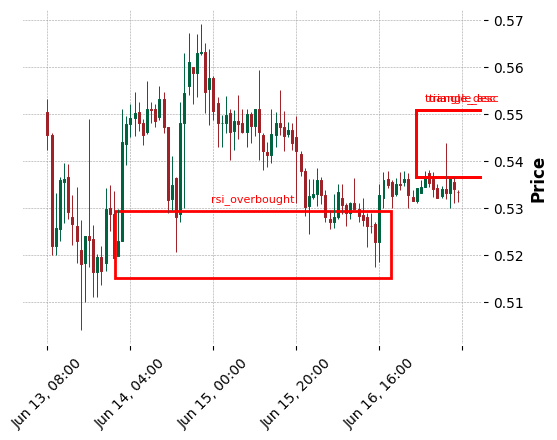 0.57
0.56
0.55
0.54
0.53
0.52
0.51
Price
rsi_overbought
Jun 13, 08:00
Jun 14, 04:00
Jun 15, 00:00
Jun 15, 20:00
Jun 16, 16:00